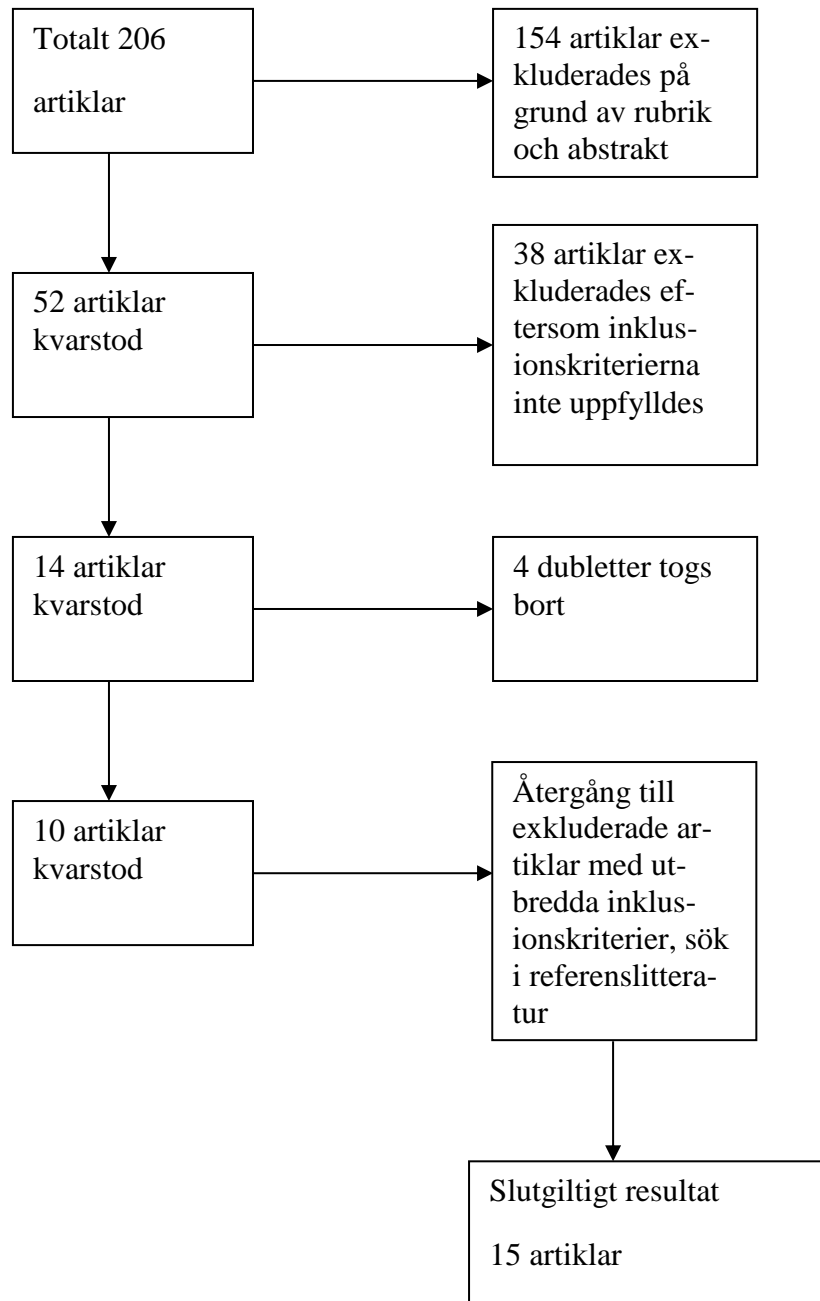 Totalt 206
artiklar
154 artiklar ex-
kluderades på
grund av rubrik
och abstrakt
52 artiklar
kvarstod
38 artiklar ex-
kluderades ef-
tersom inklus-
ionskriterierna
inte uppfylldes
14 artiklar
kvarstod
4 dubletter togs
bort
10 artiklar
kvarstod
Återgång till
exkluderade ar-
tiklar med ut-
bredda inklus-
ionskriterier, sök
i referenslittera-
tur
Slutgiltigt resultat
15 artiklar